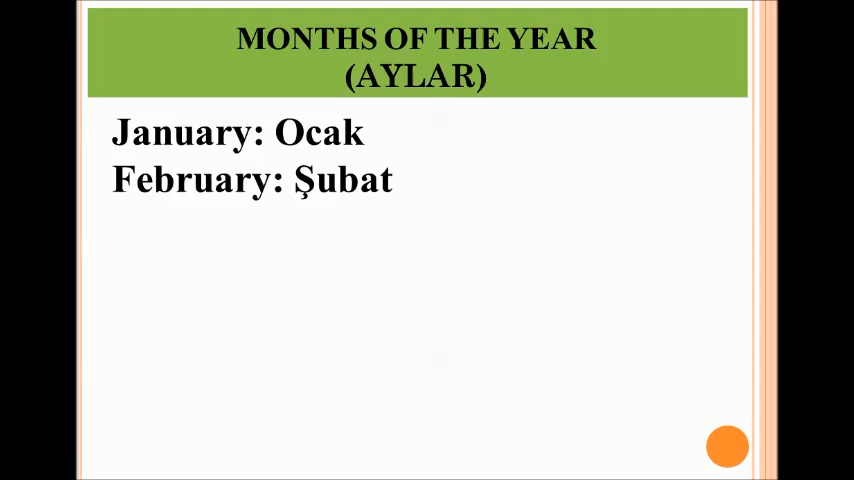 MONTHS OF THE YEAR
(AYLAR)
January: Ocak
February: Şubat